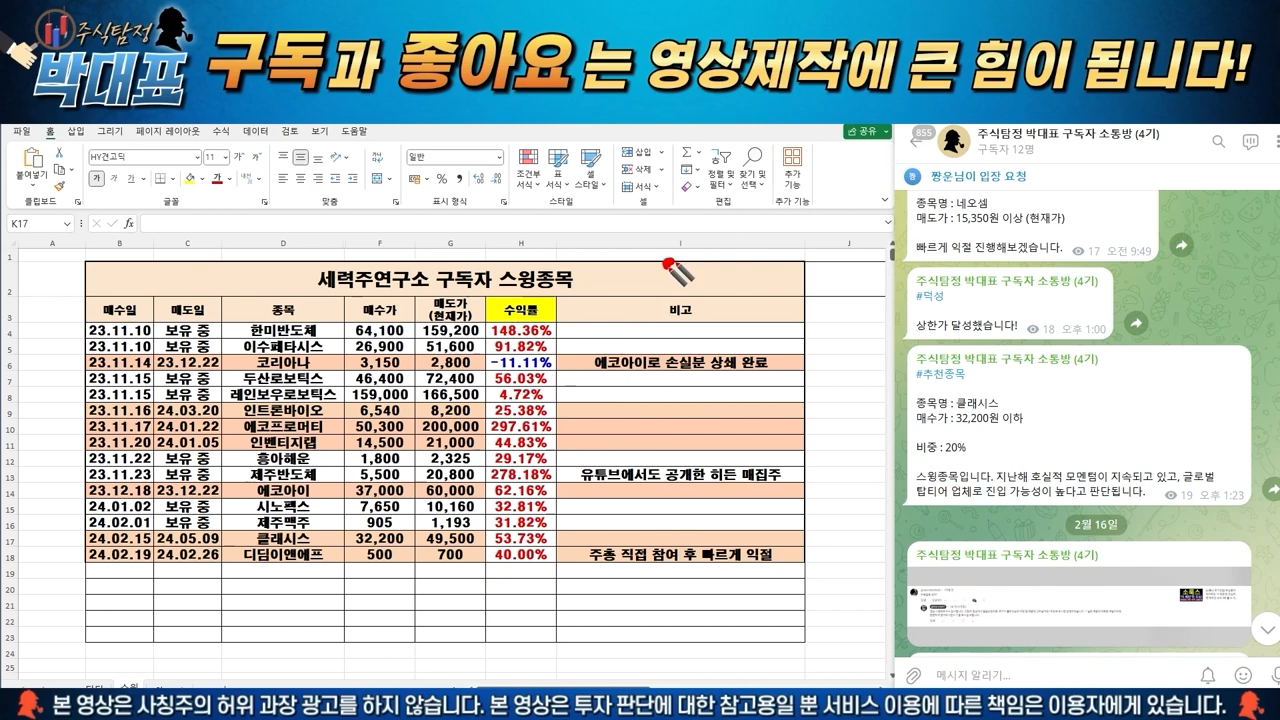 주식탐정
박대표
구독과 좋아요는 영상제작에 큰 힘이 됩니다!
파일 홈 삽입 그리기 페이지 레이아웃 수식 데이터 검토 보기 도움말 공유
붙여넣기 HY견고딕 11 일반 조건부 서식 표 서식 셀 스타일 삽입 삭제 서식 정렬 및 필터 찾기 및 선택 추가 기능
클립보드 글꼴 맞춤 표시 형식 스타일 셀 편집 추가 기능
K17 fx
A B C D F G H I J
1
2 세력주연구소 구독자 스윙종목
3 매수일 매도일 종목 매수가 매도가 (현재가) 수익률 비고
4 23.11.10 보유 중 한미반도체 64,100 159,200 148.36%
5 23.11.10 보유 중 이수페타시스 26,900 51,600 91.82%
6 23.11.14 23.12.22 코리아나 3,150 2,800 -11.11% 에코아이로 손실분 상쇄 완료
7 23.11.15 보유 중 두산로보틱스 46,400 72,400 56.03%
8 23.11.15 보유 중 레인보우로보틱스 159,000 166,500 4.72%
9 23.11.16 24.03.20 인트론바이오 6,540 8,200 25.38%
10 23.11.17 24.01.22 에코프로머티 50,300 200,000 297.61%
11 23.11.20 24.01.05 인벤티지랩 14,500 21,000 44.83%
12 23.11.22 보유 중 흥아해운 1,800 2,325 29.17%
13 23.11.23 보유 중 제주반도체 5,500 20,800 278.18% 유튜브에서도 공개한 히든 매집주
14 23.12.18 23.12.22 에코아이 37,000 60,000 62.16%
15 24.01.02 보유 중 시노펙스 7,650 10,160 32.81%
16 24.02.01 보유 중 제주맥주 905 1,193 31.82%
17 24.02.15 24.05.09 클래시스 32,200 49,500 53.73%
18 24.02.19 24.02.26 디딤이앤에프 500 700 40.00% 주총 직접 참여 후 빠르게 익절
19
20
21
22
23
24
25
855
주식탐정 박대표 구독자 소통방 (4기)
구독자 12명
쨩운님이 입장 요청
종목명 : 네오셈
매도가 : 15,350원 이상 (현재가)
빠르게 익절 진행해보겠습니다. 17 오전 9:49
주식탐정 박대표 구독자 소통방 (4기)
#덕성
상한가 달성했습니다! 18 오후 1:00
주식탐정 박대표 구독자 소통방 (4기)
#추천종목
종목명 : 클래시스
매수가 : 32,200원 이하
비중 : 20%
스윙종목입니다. 지난해 호실적 모멘텀이 지속되고 있고, 글로벌
탑티어 업체로 진입 가능성이 높다고 판단됩니다. 19 오후 1:23
2월 16일
주식탐정 박대표 구독자 소통방 (4기)
메시지 알리기...
본 영상은 사칭주의 허위 과장 광고를 하지 않습니다. 본 영상은 투자 판단에 대한 참고용일 뿐 서비스 이용에 따른 책임은 이용자에게 있습니다.